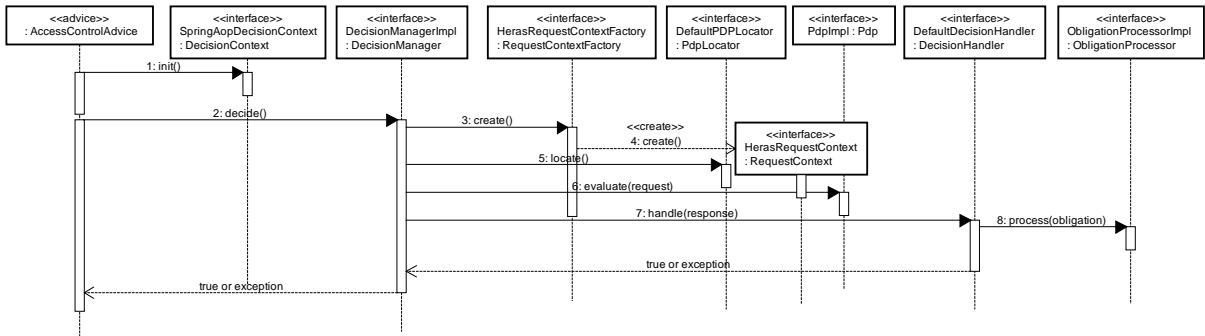 <<advice>>
: AccessControlAdvice
<<interface>>
SpringAopDecisionContext
: DecisionContext
<<interface>>
DecisionManagerImpl
: DecisionManager
<<interface>>
HerasRequestContextFactory
: RequestContextFactory
<<interface>>
DefaultPDPLocator
: PdpLocator
<<interface>>
PdpImpl : Pdp
<<interface>>
DefaultDecisionHandler
: DecisionHandler
<<interface>>
ObligationProcessorImpl
: ObligationProcessor
1: init()
2: decide()
3: create()
<<create>>
4: create()
<<interface>>
HerasRequestContext
: RequestContext
5: locate()
6: evaluate(request)
7: handle(response)
8: process(obligation)
true or exception
true or exception